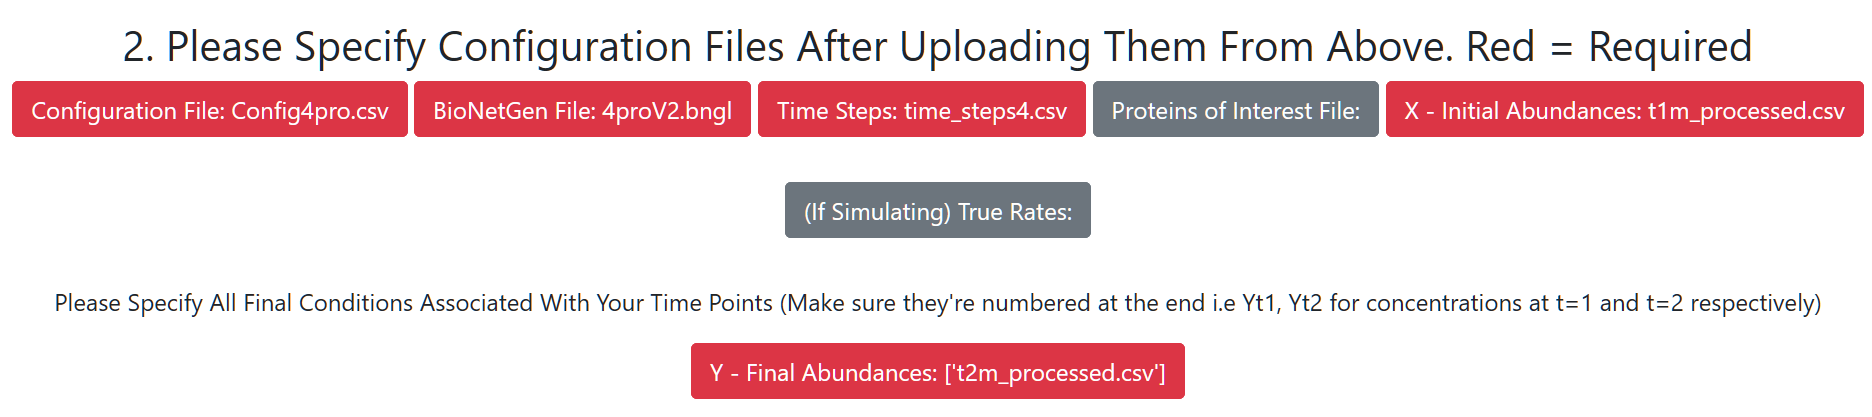 2. Please Specify Configuration Files After Uploading Them From Above. Red = Required
Configuration File: Config4pro.csv BioNetGen File: 4proV2.bngl Time Steps: time_steps4.csv Proteins of Interest File: X - Initial Abundances: t1m_processed.csv
(If Simulating) True Rates:
Please Specify All Final Conditions Associated With Your Time Points (Make sure they're numbered at the end i.e Yt1, Yt2 for concentrations at t=1 and t=2 respectively)
Y - Final Abundances: ['t2m_processed.csv']